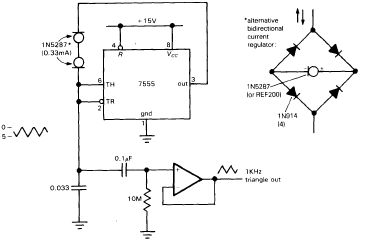 +15V
*alternative
bidirectional
current
regulator:
1N5287*
(0.33mA)
4
8
R
VCC
6
TH
7555
out
3
TR
2
gnd
1
1N5287
(or REF200)
1N914
(4)
0–
5–
0.1µF
0.033
10M
+
–
1KHz
triangle out